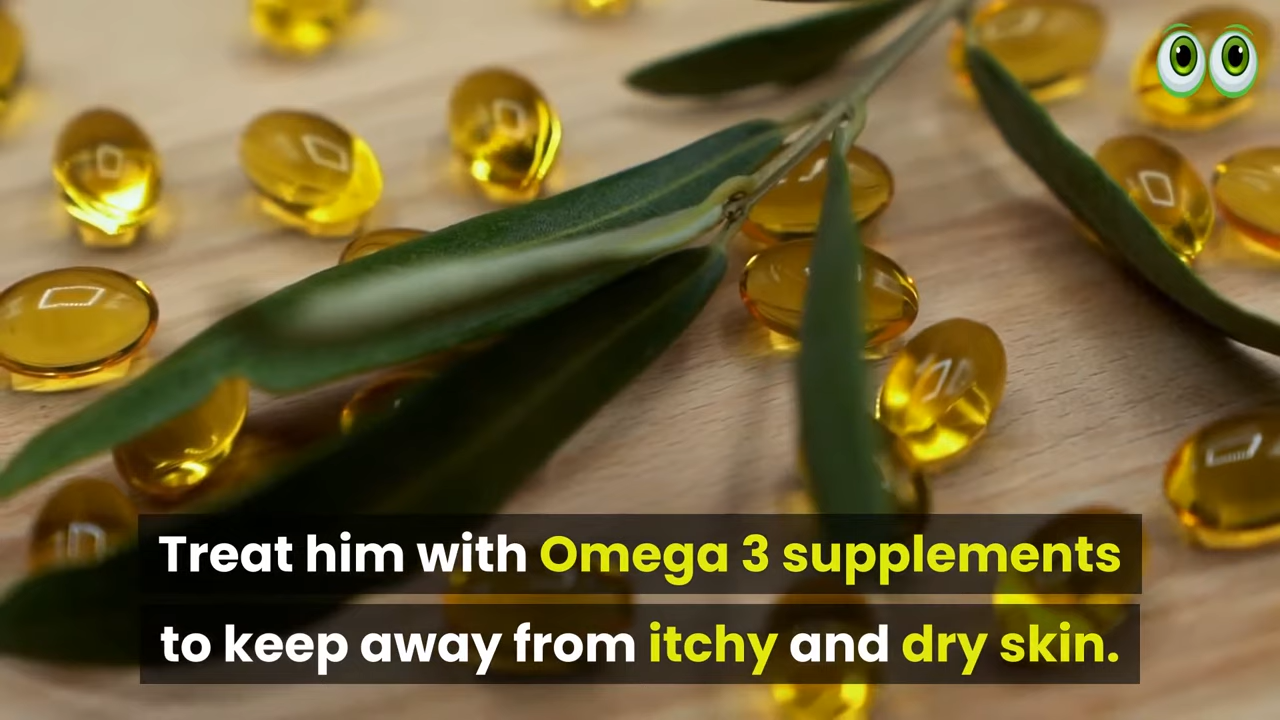 Treat him with Omega 3 supplements
to keep away from itchy and dry skin.